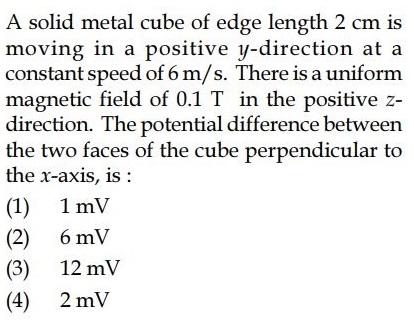 A solid metal cube of edge length 2 cm is
moving in a positive y-direction at a
constant speed of 6 m/s. There is a uniform
magnetic field of 0.1 T in the positive z-
direction. The potential difference between
the two faces of the cube perpendicular to
the x-axis, is :
(1) 1 mV
(2) 6 mV
(3) 12 mV
(4) 2 mV